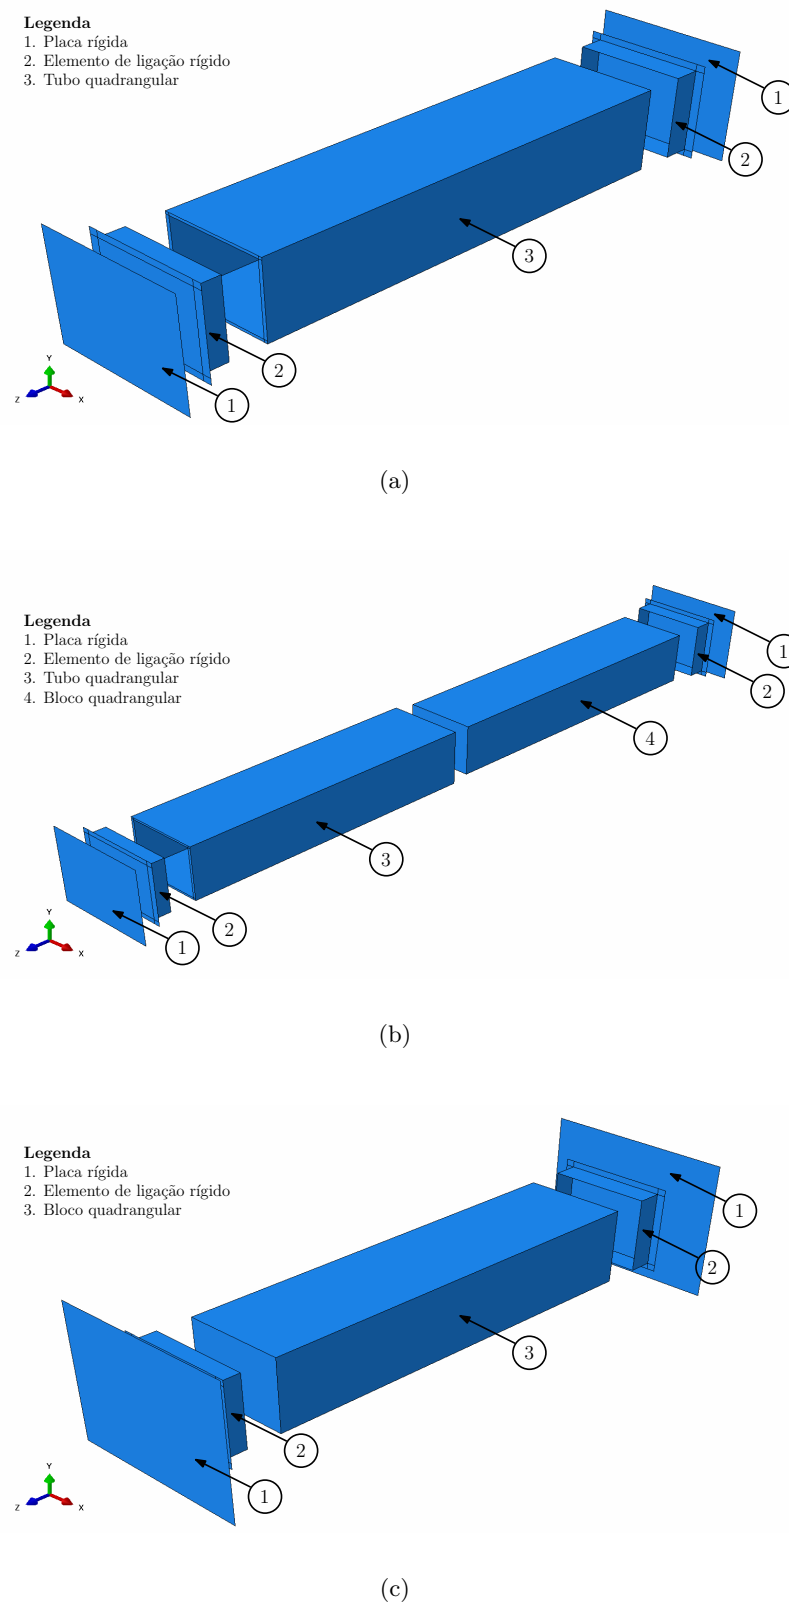 Legenda
1. Placa rígida
2. Elemento de ligação rígido
3. Tubo quadrangular
1
2
3
2
1
Y
Z
X
(a)
Legenda
1. Placa rígida
2. Elemento de ligação rígido
3. Tubo quadrangular
4. Bloco quadrangular
1
2
4
3
2
1
Y
Z
X
(b)
Legenda
1. Placa rígida
2. Elemento de ligação rígido
3. Bloco quadrangular
1
2
3
2
1
Y
Z
X
(c)